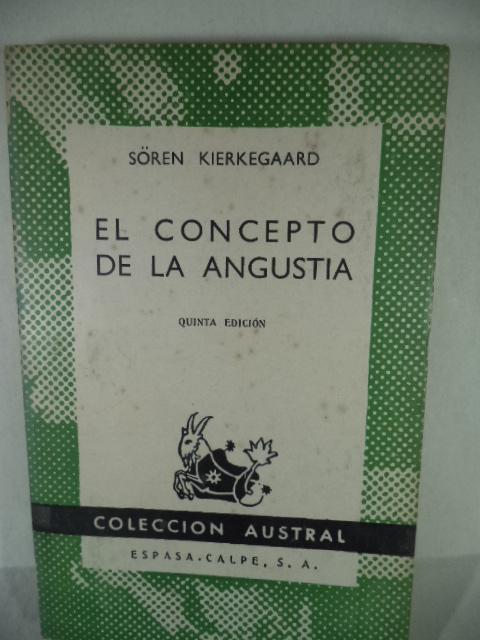 SÖREN KIERKEGAARD
EL CONCEPTO
DE LA ANGUSTIA
QUINTA EDICIÓN
COLECCION AUSTRAL
ESPASA-CALPE, S. A.